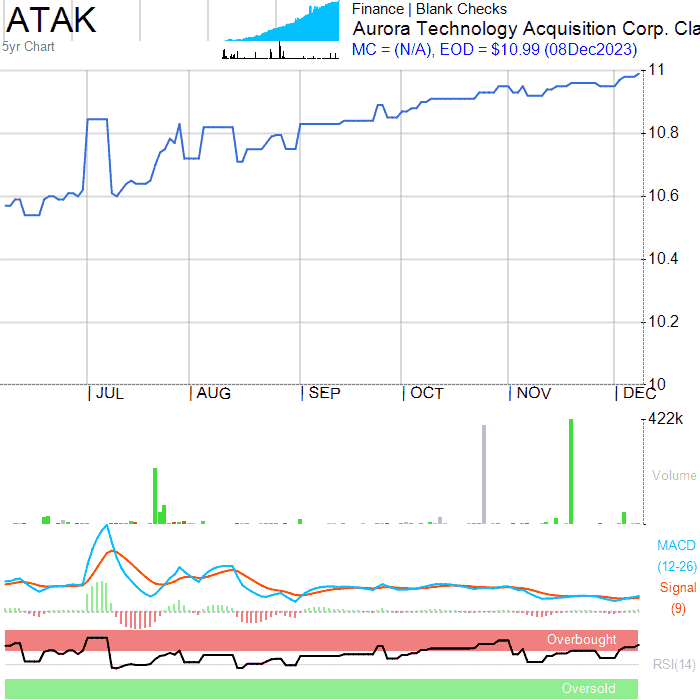 ATAK
5yr Chart
Finance | Blank Checks
Aurora Technology Acquisition Corp. Cla
MC = (N/A), EOD = $10.99 (08Dec2023)
11
10.8
10.6
10.4
10.2
10
JUL AUG SEP OCT NOV DEC
422k
Volume
MACD
(12-26)
Signal
(9)
Overbought
RSI(14)
Oversold